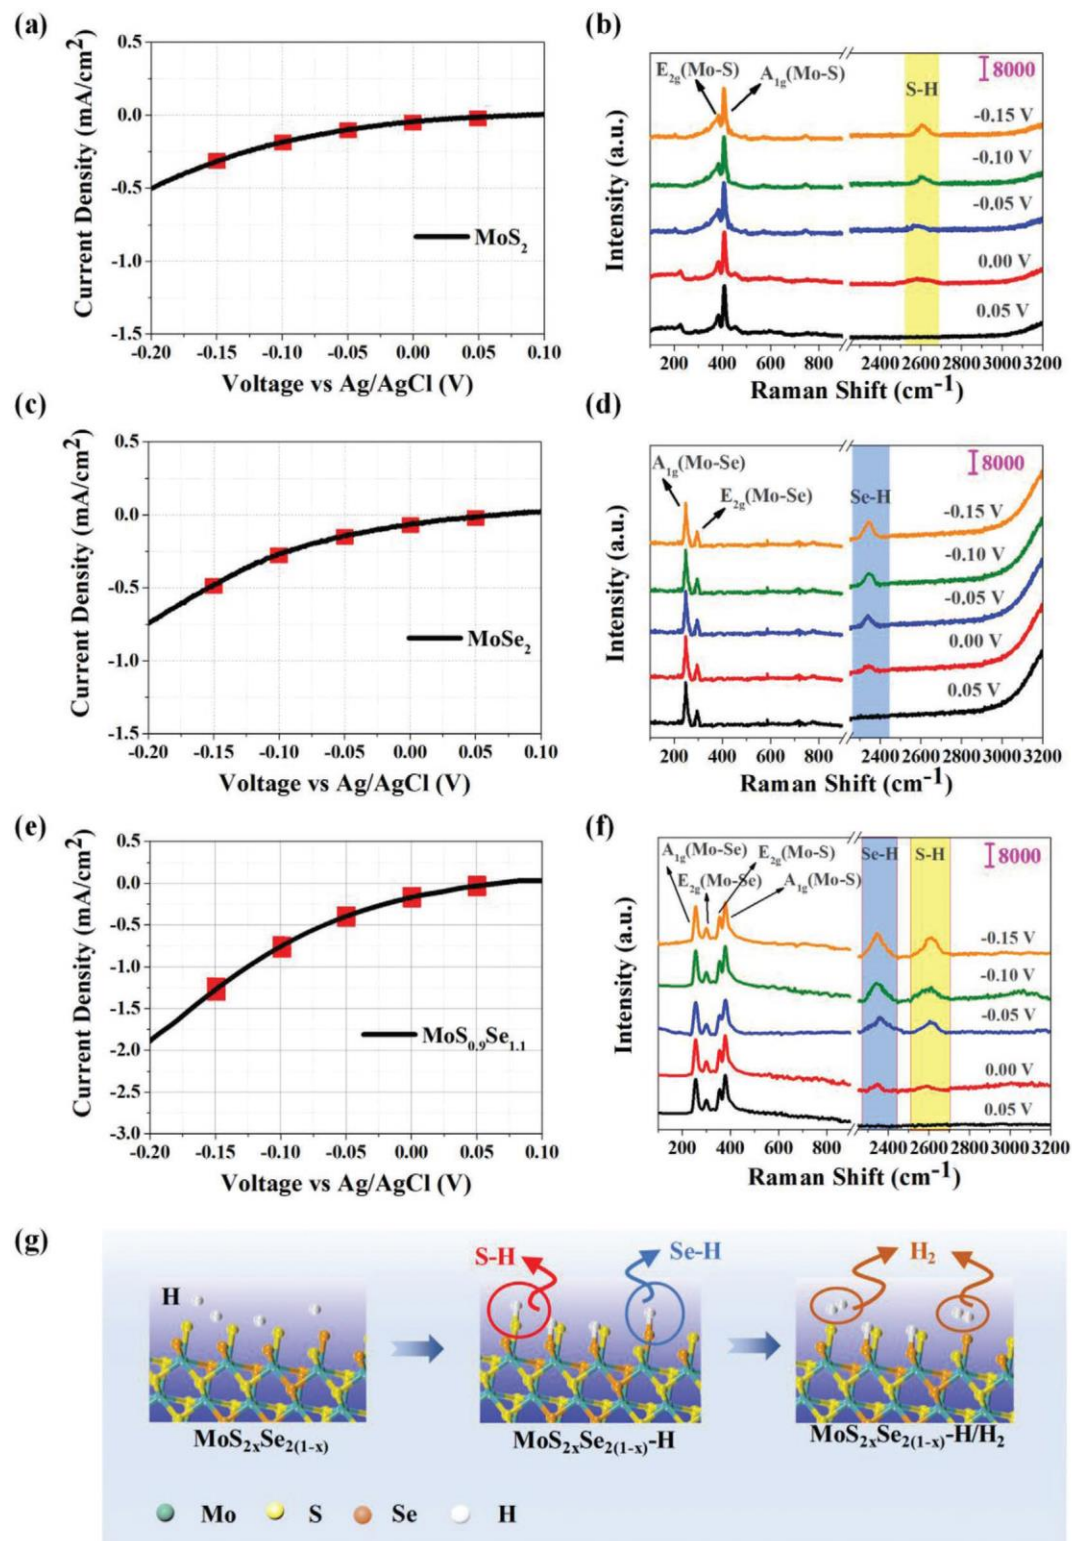 (a)
0.5
0.0
-0.5
-1.0
-1.5
Current Density (mA/cm²)
MoS₂
-0.20 -0.15 -0.10 -0.05 0.00 0.05 0.10
Voltage vs Ag/AgCl (V)
(b)
E₂g(Mo-S)
A₁g(Mo-S)
S-H
8000
-0.15 V
-0.10 V
-0.05 V
0.00 V
0.05 V
Intensity (a.u.)
200 400 600 800 2400 2600 2800 3000 3200
Raman Shift (cm⁻¹)
(c)
0.5
0.0
-0.5
-1.0
-1.5
Current Density (mA/cm²)
MoSe₂
-0.20 -0.15 -0.10 -0.05 0.00 0.05 0.10
Voltage vs Ag/AgCl (V)
(d)
A₁g(Mo-Se)
E₂g(Mo-Se)
Se-H
8000
-0.15 V
-0.10 V
-0.05 V
0.00 V
0.05 V
Intensity (a.u.)
200 400 600 800 2400 2600 2800 3000 3200
Raman Shift (cm⁻¹)
(e)
0.5
0.0
-0.5
-1.0
-1.5
-2.0
-2.5
-3.0
Current Density (mA/cm²)
MoS₀.₉Se₁.₁
-0.20 -0.15 -0.10 -0.05 0.00 0.05 0.10
Voltage vs Ag/AgCl (V)
(f)
A₁g(Mo-Se)
E₂g(Mo-S)
E₂g(Mo-Se)
A₁g(Mo-S)
Se-H
S-H
8000
-0.15 V
-0.10 V
-0.05 V
0.00 V
0.05 V
Intensity (a.u.)
200 400 600 800 2400 2600 2800 3000 3200
Raman Shift (cm⁻¹)
(g)
H
S-H
Se-H
H₂
MoS₂ₓSe₂₍₁₋ₓ₎
MoS₂ₓSe₂₍₁₋ₓ₎-H
MoS₂ₓSe₂₍₁₋ₓ₎-H/H₂
Mo S Se H